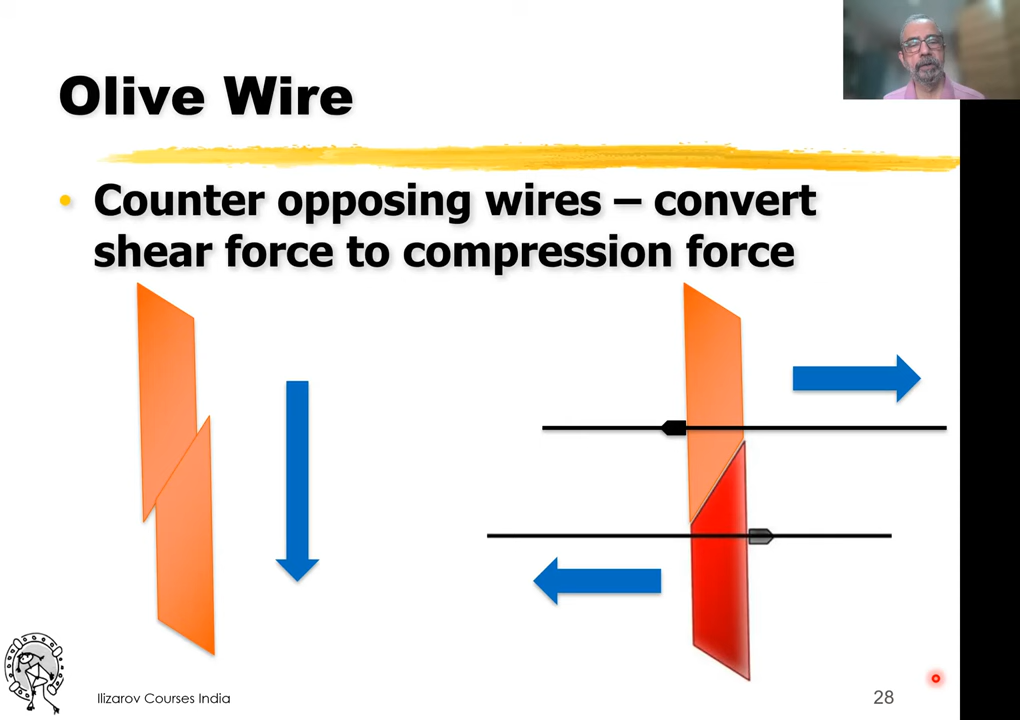 Olive Wire
• Counter opposing wires – convert
shear force to compression force
Ilizarov Courses India
28